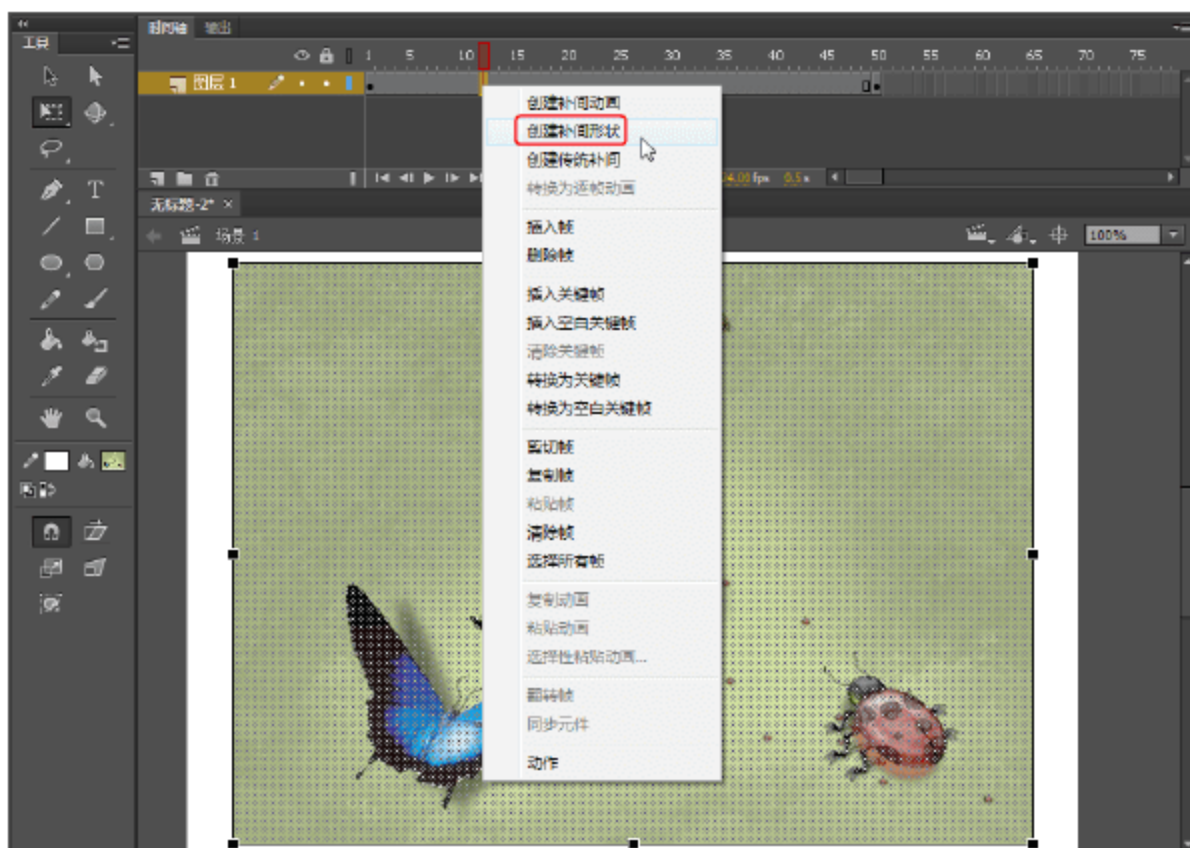 工具
时间轴 输出
1 5 10 15 20 25 30 35 40 45 50 55 60 65 70 75
图层 1
创建补间动画
创建补间形状
创建传统补间
转换为逐帧动画
24.00 fps 0.5 s
无标题-2* ×
场景 1
100%
插入帧
删除帧
插入关键帧
插入空白关键帧
清除关键帧
转换为关键帧
转换为空白关键帧
剪切帧
复制帧
粘贴帧
清除帧
选择所有帧
复制动画
粘贴动画
选择性粘贴动画...
翻转帧
同步元件
动作